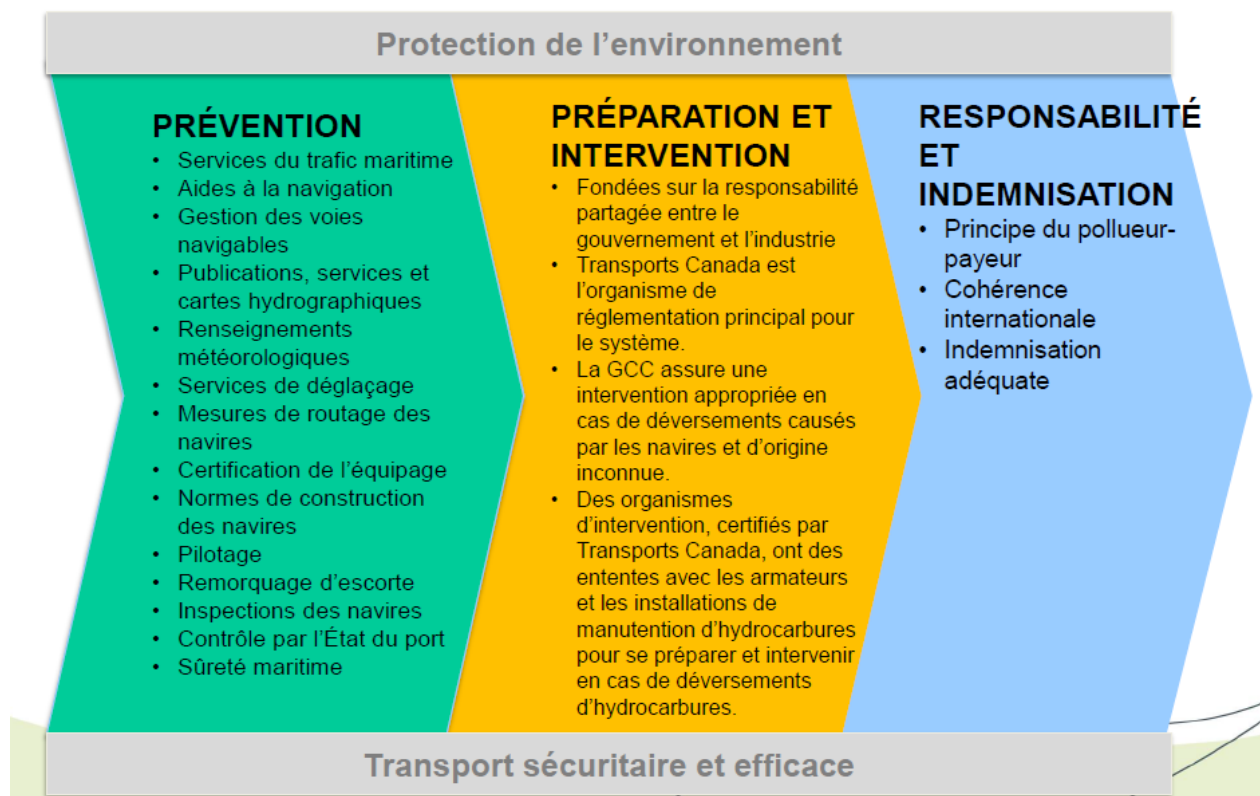 Protection de l’environnement
PRÉVENTION
• Services du trafic maritime
• Aides à la navigation
• Gestion des voies
navigables
• Publications, services et
cartes hydrographiques
• Renseignements
météorologiques
• Services de déglaçage
• Mesures de routage des
navires
• Certification de l’équipage
• Normes de construction
des navires
• Pilotage
• Remorquage d’escorte
• Inspections des navires
• Contrôle par l’État du port
• Sûreté maritime
PRÉPARATION ET
INTERVENTION
• Fondées sur la responsabilité
partagée entre le
gouvernement et l’industrie
• Transports Canada est
l’organisme de
réglementation principal pour
le système.
• La GCC assure une
intervention appropriée en
cas de déversements causés
par les navires et d’origine
inconnue.
• Des organismes
d’intervention, certifiés par
Transports Canada, ont des
ententes avec les armateurs
et les installations de
manutention d’hydrocarbures
pour se préparer et intervenir
en cas de déversements
d’hydrocarbures.
RESPONSABILITÉ
ET
INDEMNISATION
• Principe du pollueur-
payeur
• Cohérence
internationale
• Indemnisation
adéquate
Transport sécuritaire et efficace